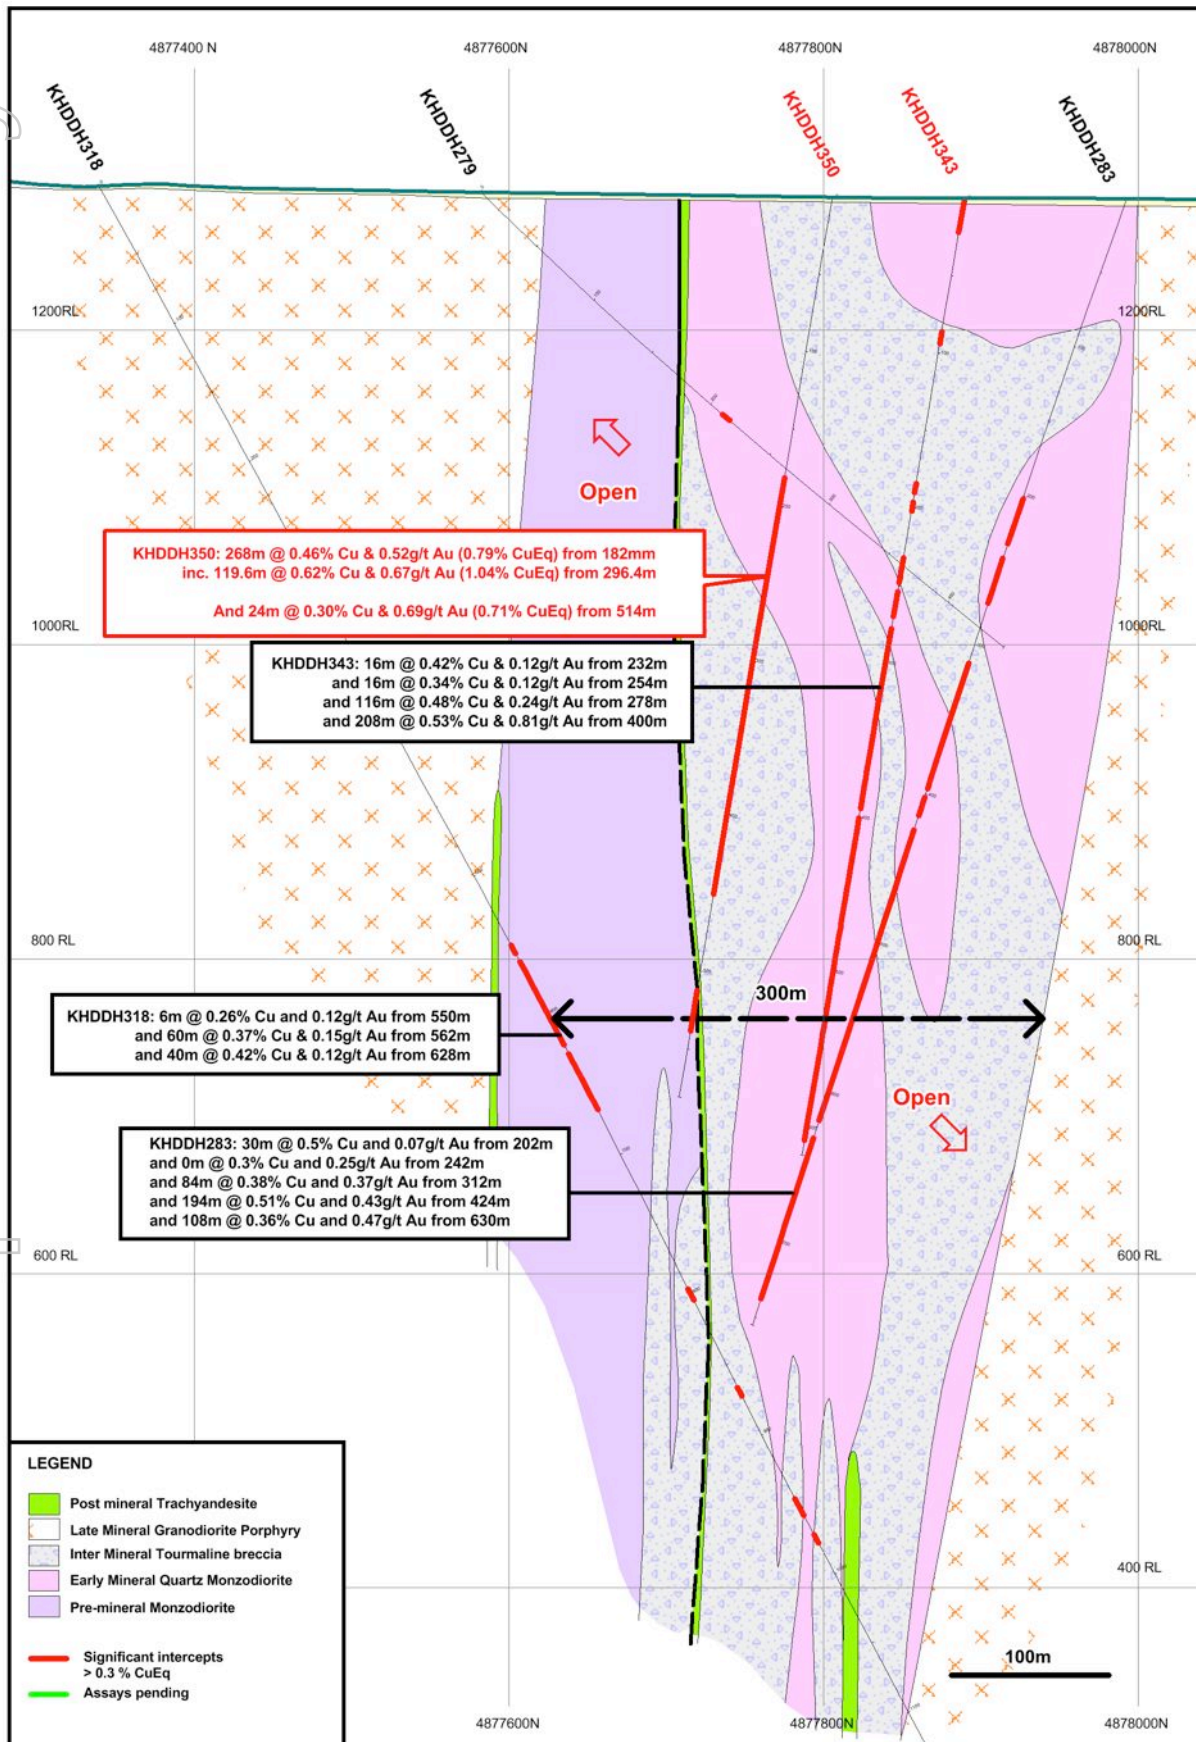 4877400 N
4877600N
4877800N
4878000N
KHDDH318
KHDDH279
KHDDH350
KHDDH343
KHDDH283
1200RL
1200RL
Open
KHDDH350: 268m @ 0.46% Cu & 0.52g/t Au (0.79% CuEq) from 182mm
inc. 119.6m @ 0.62% Cu & 0.67g/t Au (1.04% CuEq) from 296.4m
And 24m @ 0.30% Cu & 0.69g/t Au (0.71% CuEq) from 514m
1000RL
1000RL
KHDDH343: 16m @ 0.42% Cu & 0.12g/t Au from 232m
and 16m @ 0.34% Cu & 0.12g/t Au from 254m
and 116m @ 0.48% Cu & 0.24g/t Au from 278m
and 208m @ 0.53% Cu & 0.81g/t Au from 400m
800 RL
800 RL
300m
KHDDH318: 6m @ 0.26% Cu and 0.12g/t Au from 550m
and 60m @ 0.37% Cu & 0.15g/t Au from 562m
and 40m @ 0.42% Cu & 0.12g/t Au from 628m
Open
KHDDH283: 30m @ 0.5% Cu and 0.07g/t Au from 202m
and 0m @ 0.3% Cu and 0.25g/t Au from 242m
and 84m @ 0.38% Cu and 0.37g/t Au from 312m
and 194m @ 0.51% Cu and 0.43g/t Au from 424m
and 108m @ 0.36% Cu and 0.47g/t Au from 630m
600 RL
600 RL
LEGEND
Post mineral Trachyandesite
Late Mineral Granodiorite Porphyry
Inter Mineral Tourmaline breccia
Early Mineral Quartz Monzodiorite
Pre-mineral Monzodiorite
Significant intercepts
> 0.3 % CuEq
Assays pending
400 RL
100m
4877600N
4877800N
4878000N